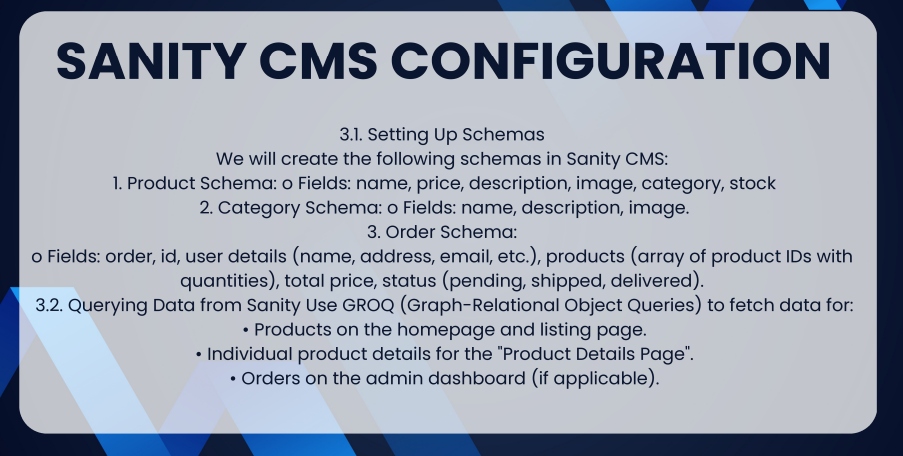 SANITY CMS CONFIGURATION
3.1. Setting Up Schemas
We will create the following schemas in Sanity CMS:
1. Product Schema: o Fields: name, price, description, image, category, stock
2. Category Schema: o Fields: name, description, image.
3. Order Schema:
o Fields: order, id, user details (name, address, email, etc.), products (array of product IDs with
quantities), total price, status (pending, shipped, delivered).
3.2. Querying Data from Sanity Use GROQ (Graph-Relational Object Queries) to fetch data for:
• Products on the homepage and listing page.
• Individual product details for the "Product Details Page".
• Orders on the admin dashboard (if applicable).